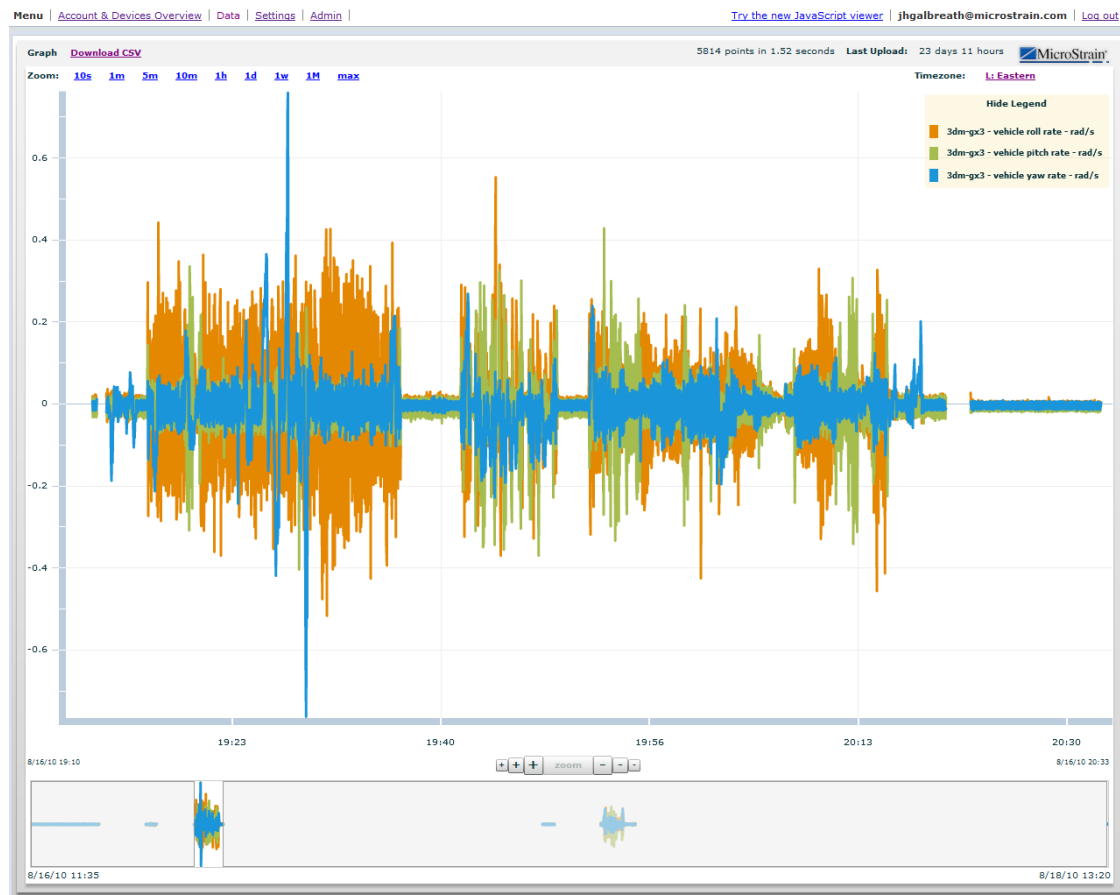 Menu | Account & Devices Overview | Data | Settings | Admin | Try the new JavaScript viewer | jhgalbreath@microstrain.com | Log out
Graph Download CSV 5814 points in 1.52 seconds Last Upload: 23 days 11 hours MicroStrain
Zoom: 10s 1m 5m 10m 1h 1d 1w 1M max Timezone: L: Eastern
Hide Legend
3dm-gx3 - vehicle roll rate - rad/s
3dm-gx3 - vehicle pitch rate - rad/s
3dm-gx3 - vehicle yaw rate - rad/s
0.6
0.4
0.2
0
-0.2
-0.4
-0.6
19:23 19:40 19:56 20:13 20:30
8/16/10 19:10 + + + zoom - - - 8/16/10 20:33
8/16/10 11:35 8/18/10 13:20